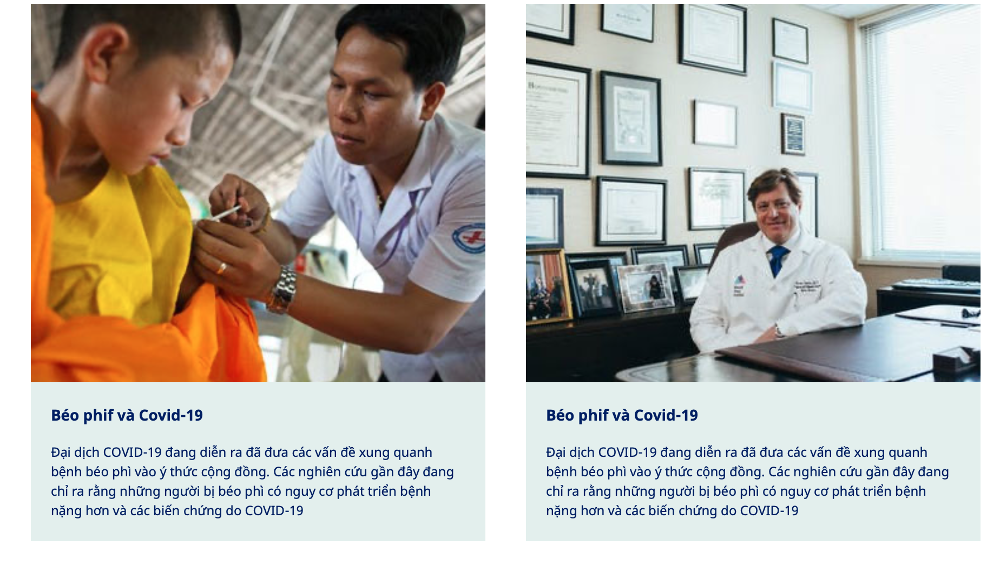 Béo phif và Covid-19
Đại dịch COVID-19 đang diễn ra đã đưa các vấn đề xung quanh
bệnh béo phì vào ý thức cộng đồng. Các nghiên cứu gần đây đang
chỉ ra rằng những người bị béo phì có nguy cơ phát triển bệnh
nặng hơn và các biến chứng do COVID-19
Béo phif và Covid-19
Đại dịch COVID-19 đang diễn ra đã đưa các vấn đề xung quanh
bệnh béo phì vào ý thức cộng đồng. Các nghiên cứu gần đây đang
chỉ ra rằng những người bị béo phì có nguy cơ phát triển bệnh
nặng hơn và các biến chứng do COVID-19